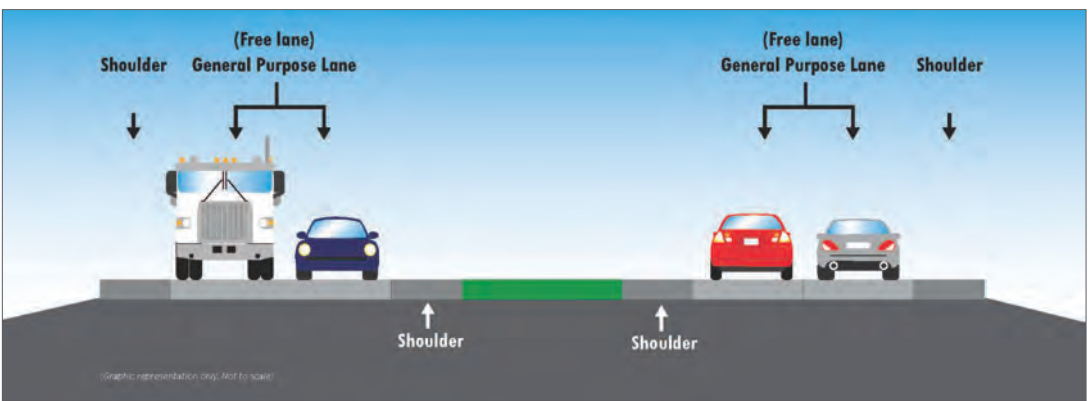 (Free lane)
Shoulder General Purpose Lane
(Free lane)
General Purpose Lane Shoulder
Shoulder
Shoulder
(Graphic representation only. Not to scale)